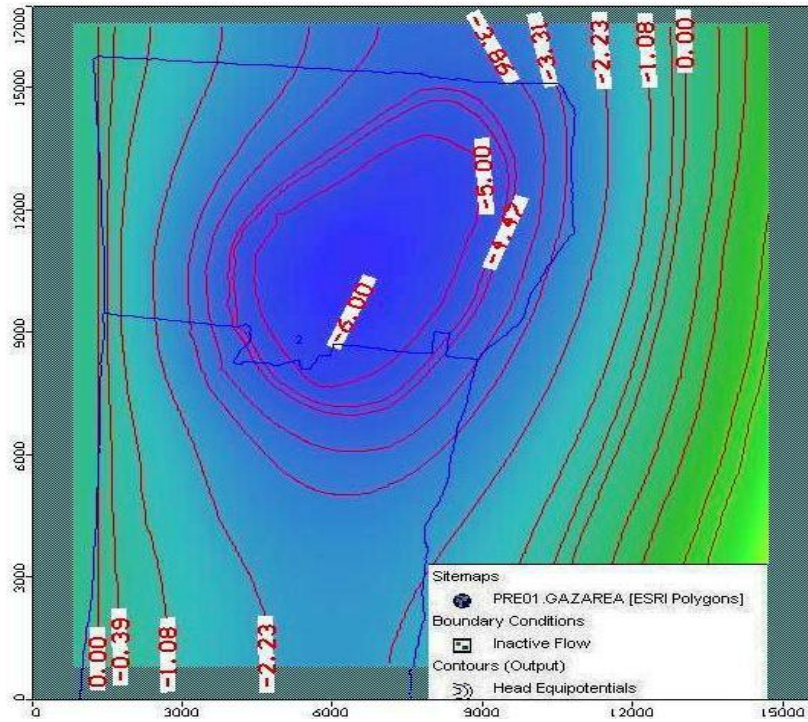 17000
15000
12000
9000
6000
3000
0
-3.86
-3.31
-2.23
-1.08
0.00
-5.00
-4.47
-6.00
2
0.00
-0.39
-1.08
-2.23
Sitemaps
PRE01.GAZAREA [ESRI Polygons]
Boundary Conditions
Inactive Flow
Contours (Output)
Head Equipotentials
0 3000 6000 9000 12000 15000